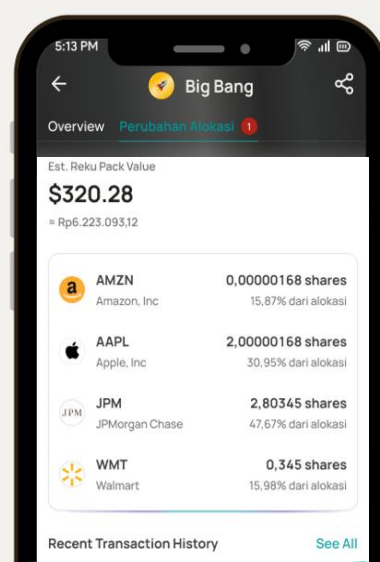 5:13 PM
Big Bang
Overview Perubahan Alokasi 1
Est. Reku Pack Value
$320.28
≈ Rp6.223.093,12
a AMZN 0,00000168 shares
Amazon, Inc 15,87% dari alokasi
AAPL 2,00000168 shares
Apple, Inc 30,95% dari alokasi
JPM JPM 2,80345 shares
JPMorgan Chase 47,67% dari alokasi
WMT 0,345 shares
Walmart 15,98% dari alokasi
Recent Transaction History See All